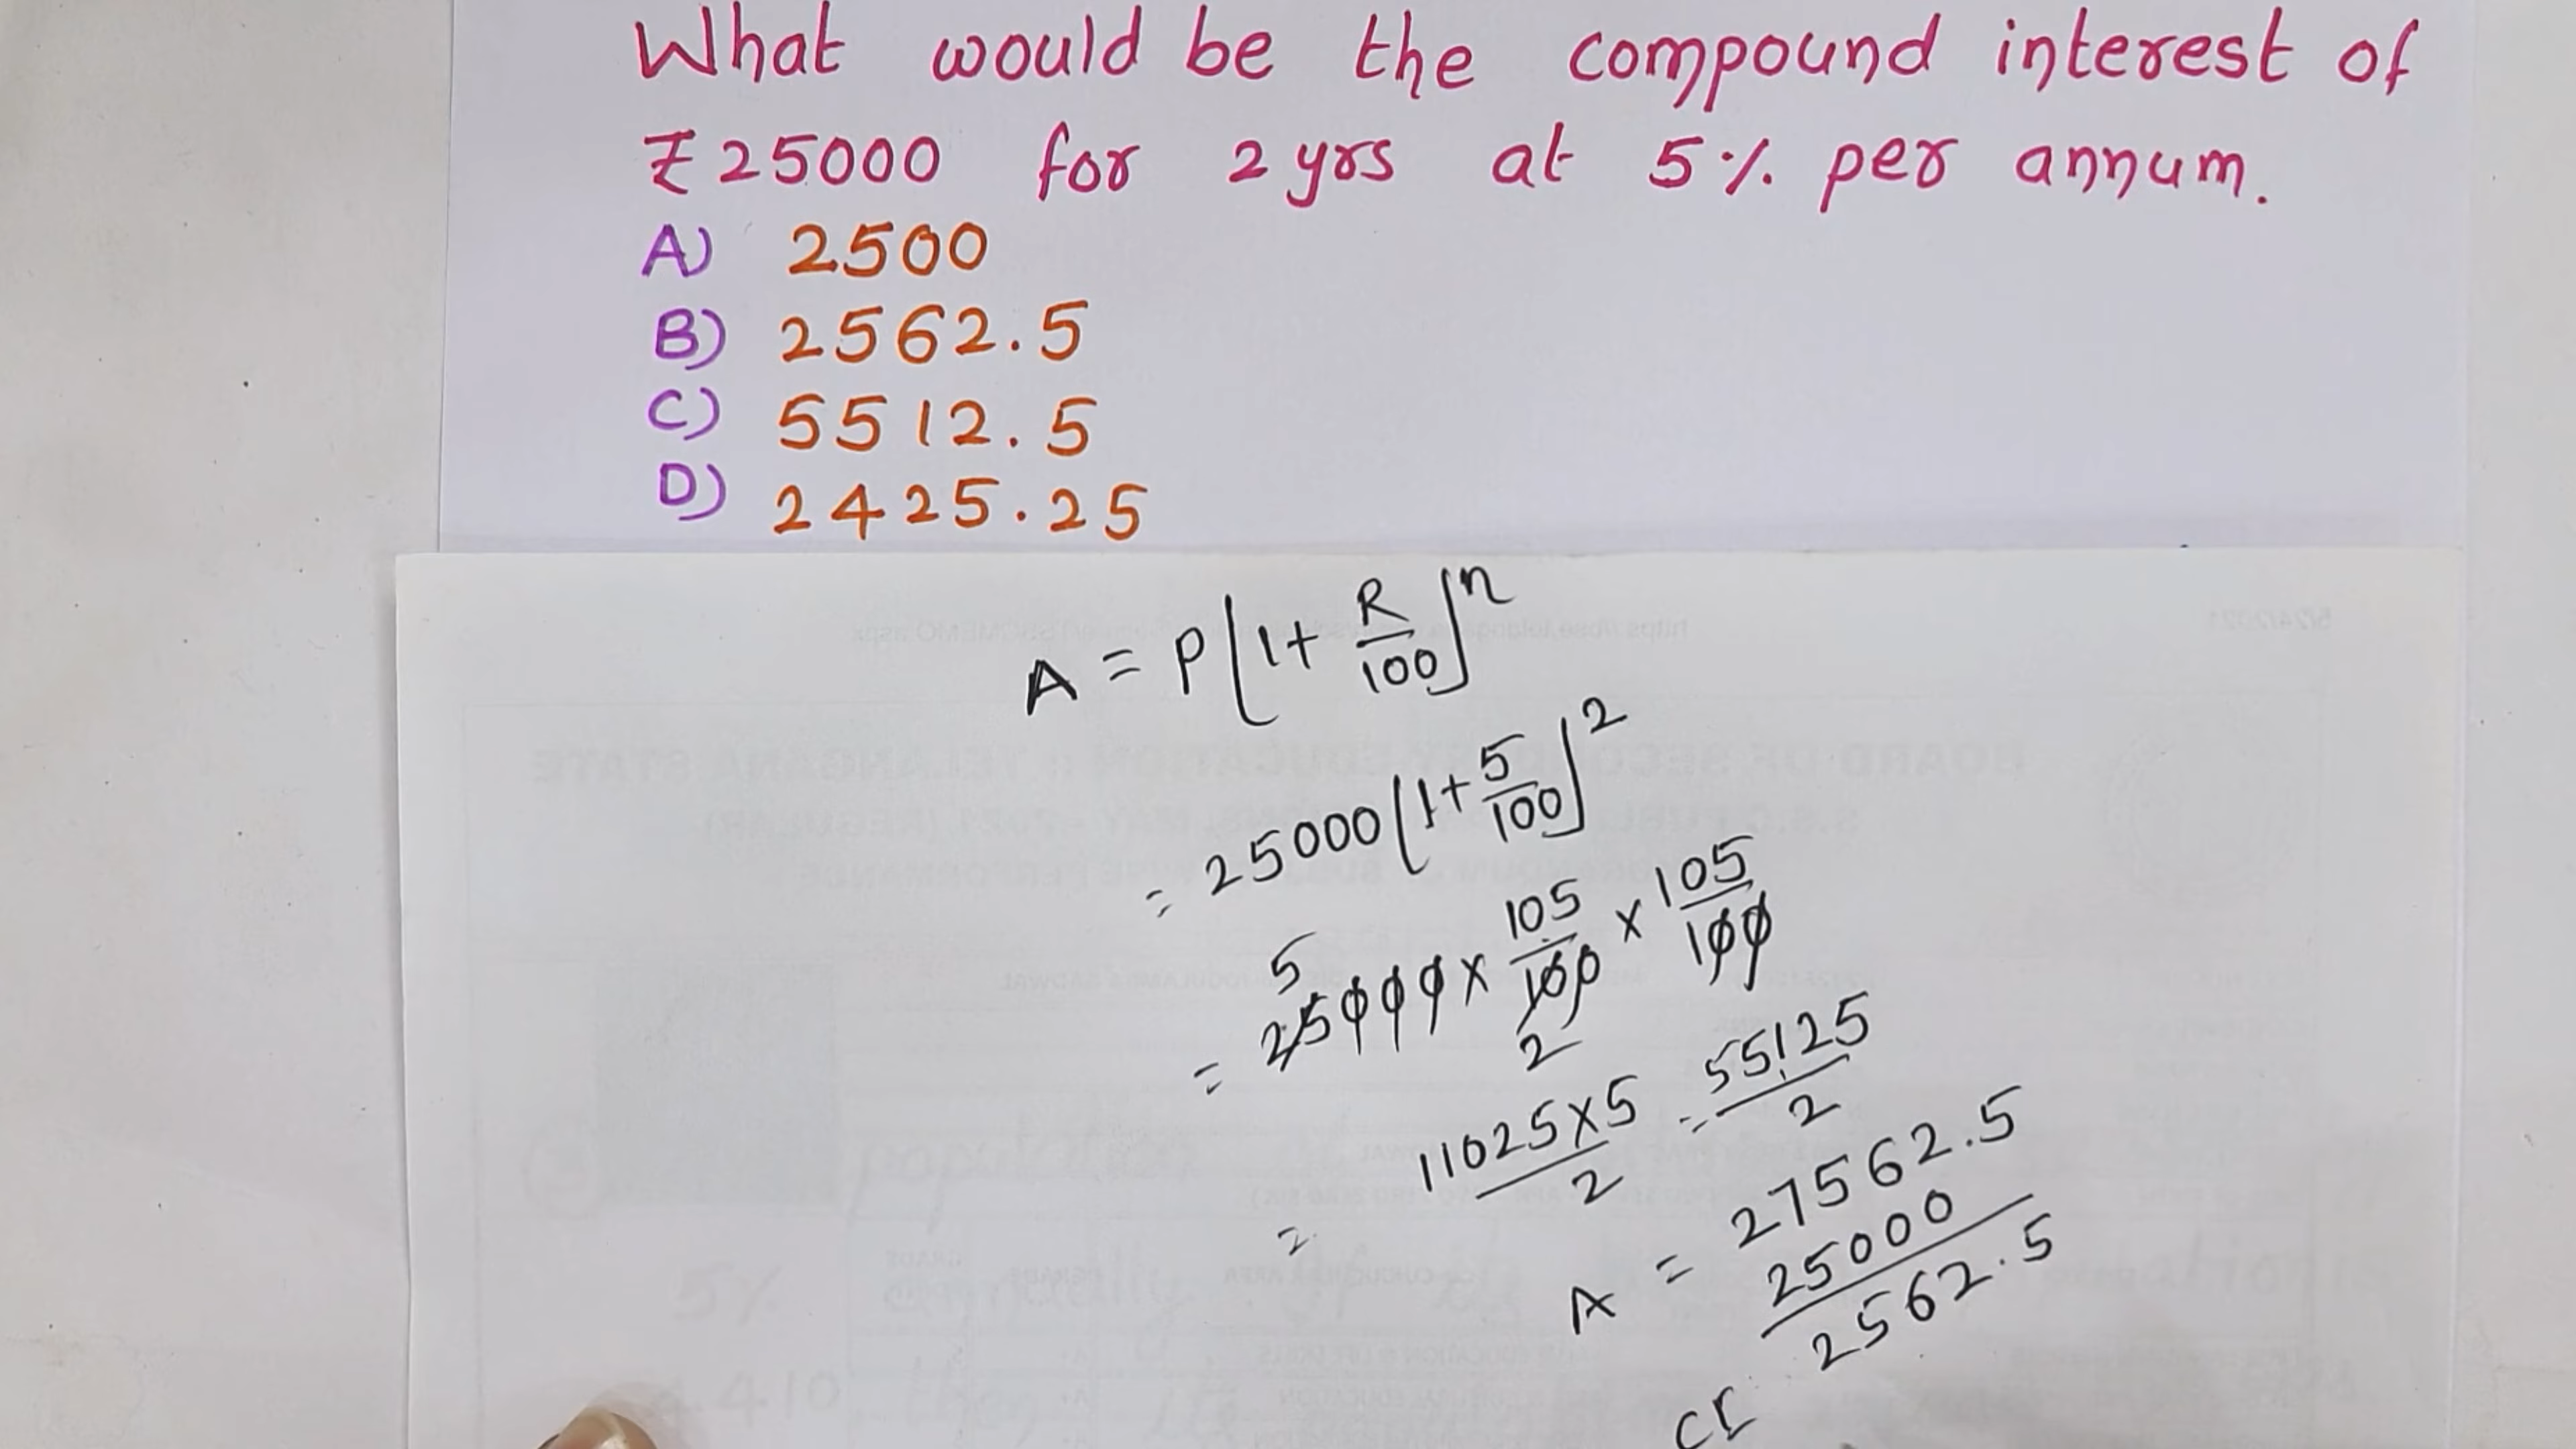 What would be the compound interest of
₹25000 for 2 yrs at 5% per annum.
A) 2500
B) 2562.5
C) 5512.5
D) 2425.25
A = P[1+ R/100]^n
= 25000[1+ 5/100]^2
5
= 25000 x 105/100 x 105/100
2
= 11025x5/2 = 55125/2
A = 27562.5
25000
2562.5
CI